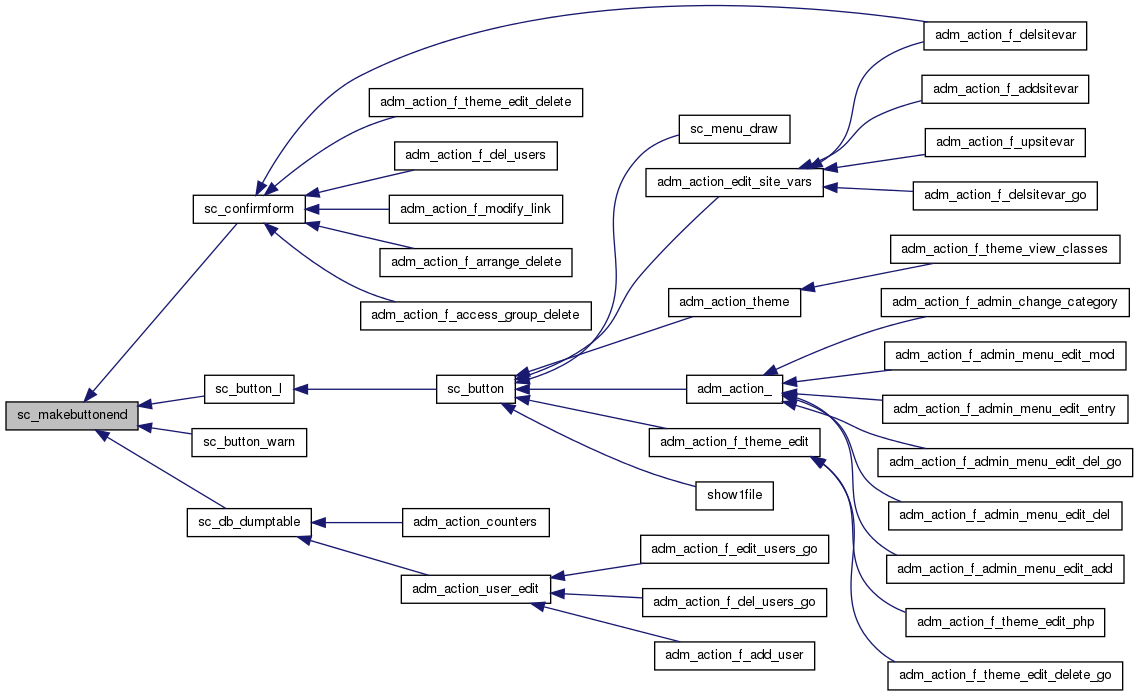 adm_action_f_delsitevar
adm_action_f_addsitevar
adm_action_f_theme_edit_delete
sc_menu_draw
adm_action_f_upsitevar
adm_action_f_del_users
adm_action_edit_site_vars
adm_action_f_delsitevar_go
sc_confirmform
adm_action_f_modify_link
adm_action_f_theme_view_classes
adm_action_f_arrange_delete
adm_action_theme
adm_action_f_admin_change_category
adm_action_f_access_group_delete
adm_action_f_admin_menu_edit_mod
sc_button_l
sc_button
adm_action_
adm_action_f_admin_menu_edit_entry
sc_makebuttonend
sc_button_warn
adm_action_f_theme_edit
adm_action_f_admin_menu_edit_del_go
show1file
adm_action_f_admin_menu_edit_del
sc_db_dumptable
adm_action_counters
adm_action_f_edit_users_go
adm_action_f_admin_menu_edit_add
adm_action_user_edit
adm_action_f_del_users_go
adm_action_f_theme_edit_php
adm_action_f_add_user
adm_action_f_theme_edit_delete_go